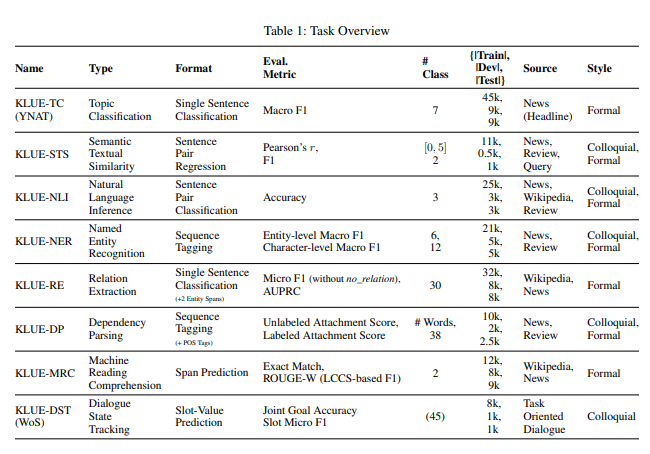 Table 1: Task Overview
Name Type Format Eval. Metric # Class {|Train|, |Dev|, |Test|} Source Style
KLUE-TC (YNAT) Topic Classification Single Sentence Classification Macro F1 7 45k, 9k, 9k News (Headline) Formal
KLUE-STS Semantic Textual Similarity Sentence Pair Regression Pearson's r, F1 [0, 5] 2 11k, 0.5k, 1k News, Review, Query Colloquial, Formal
KLUE-NLI Natural Language Inference Sentence Pair Classification Accuracy 3 25k, 3k, 3k News, Wikipedia, Review Colloquial, Formal
KLUE-NER Named Entity Recognition Sequence Tagging Entity-level Macro F1 Character-level Macro F1 6, 12 21k, 5k, 5k News, Review Colloquial, Formal
KLUE-RE Relation Extraction Single Sentence Classification (+2 Entity Spans) Micro F1 (without no_relation), AUPRC 30 32k, 8k, 8k Wikipedia, News Formal
KLUE-DP Dependency Parsing Sequence Tagging (+ POS Tags) Unlabeled Attachment Score, Labeled Attachment Score # Words, 38 10k, 2k, 2.5k News, Review Colloquial, Formal
KLUE-MRC Machine Reading Comprehension Span Prediction Exact Match, ROUGE-W (LCCS-based F1) 2 12k, 8k, 9k Wikipedia, News Formal
KLUE-DST (WoS) Dialogue State Tracking Slot-Value Prediction Joint Goal Accuracy Slot Micro F1 (45) 8k, 1k, 1k Task Oriented Dialogue Colloquial